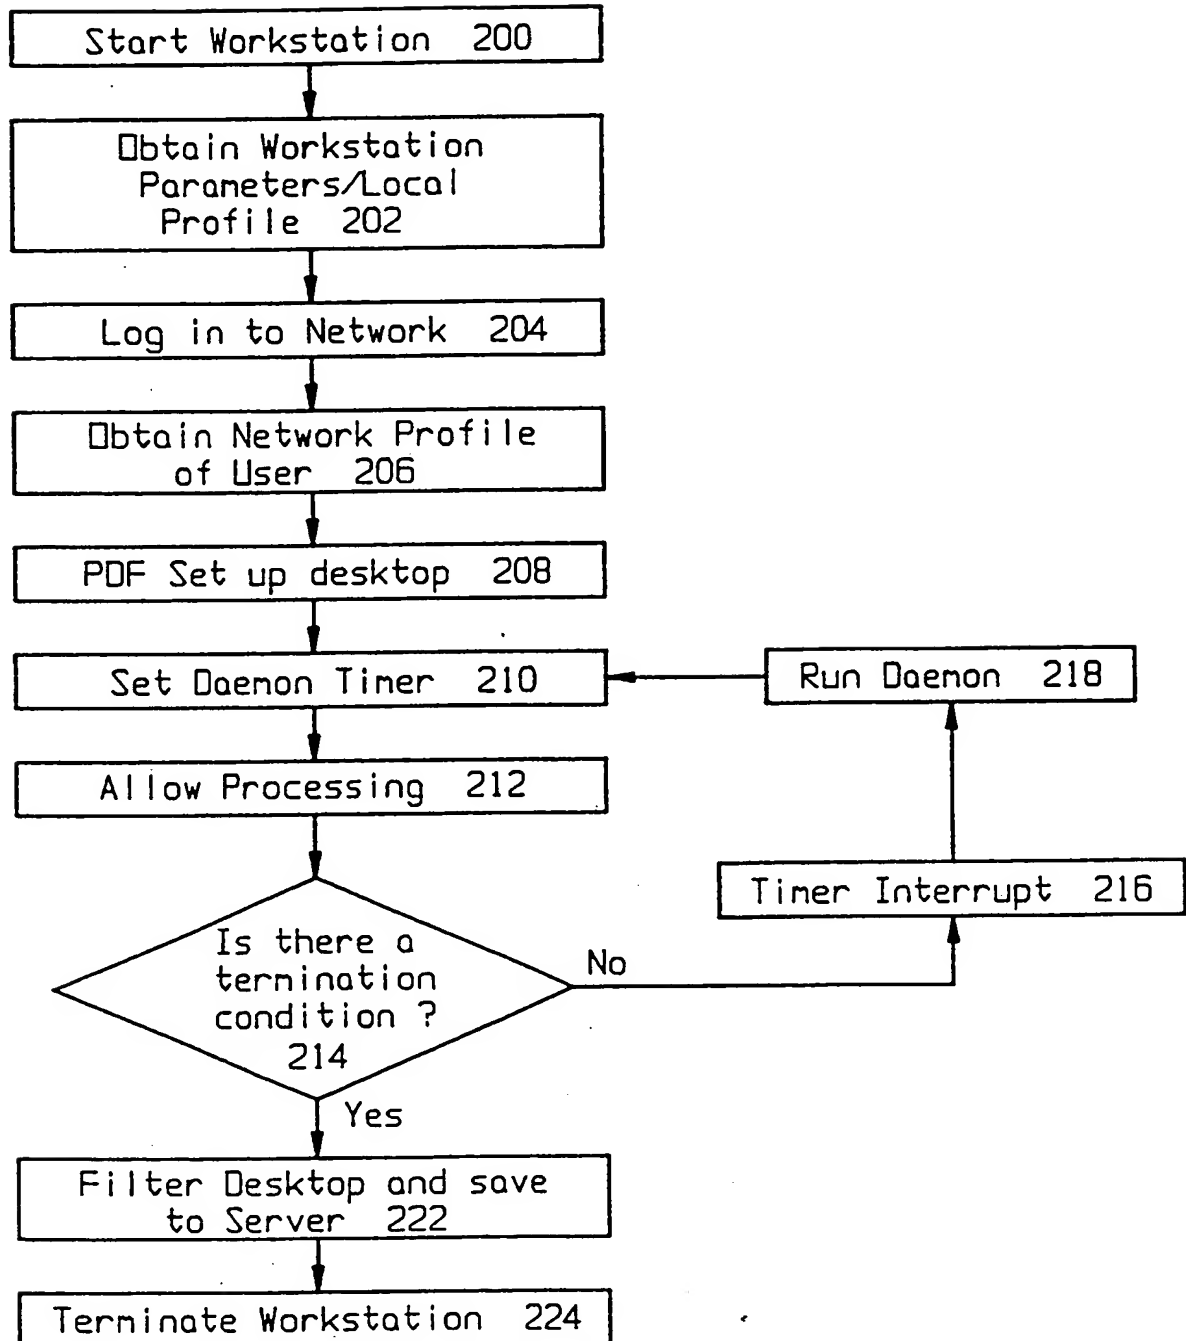 Start Workstation 200
Obtain Workstation
Parameters/Local
Profile 202
Log in to Network 204
Obtain Network Profile
of User 206
PDF Set up desktop 208
Set Daemon Timer 210
Run Daemon 218
Allow Processing 212
Timer Interrupt 216
Is there a
termination
condition ?
214
No
Yes
Filter Desktop and save
to Server 222
Terminate Workstation 224